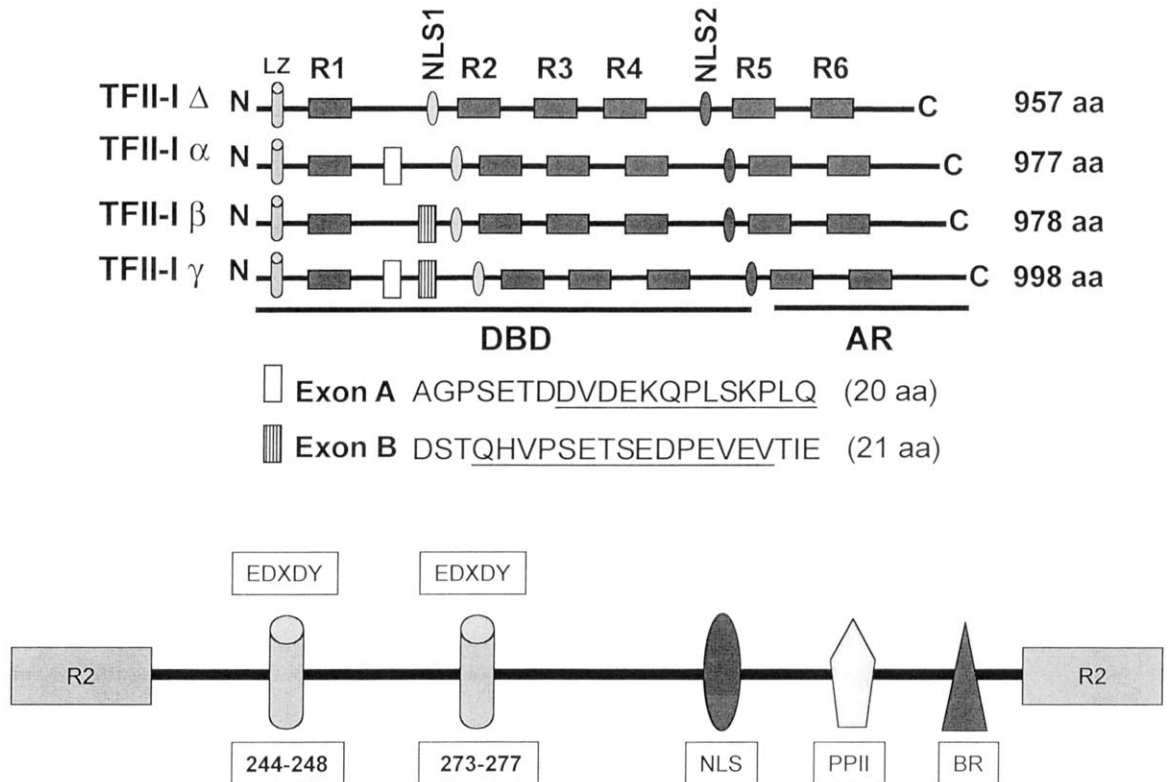 LZ R1 NLS1 R2 R3 R4 NLS2 R5 R6
TFII-I Δ N C 957 aa
TFII-I α N C 977 aa
TFII-I β N C 978 aa
TFII-I γ N C 998 aa
DBD AR
Exon A AGPSETDDVDEKQPLSKPLQ (20 aa)
Exon B DSTQHVPSETSEDPEVEVTIE (21 aa)
EDXDY EDXDY
R2 R2
244-248 273-277 NLS PPII BR